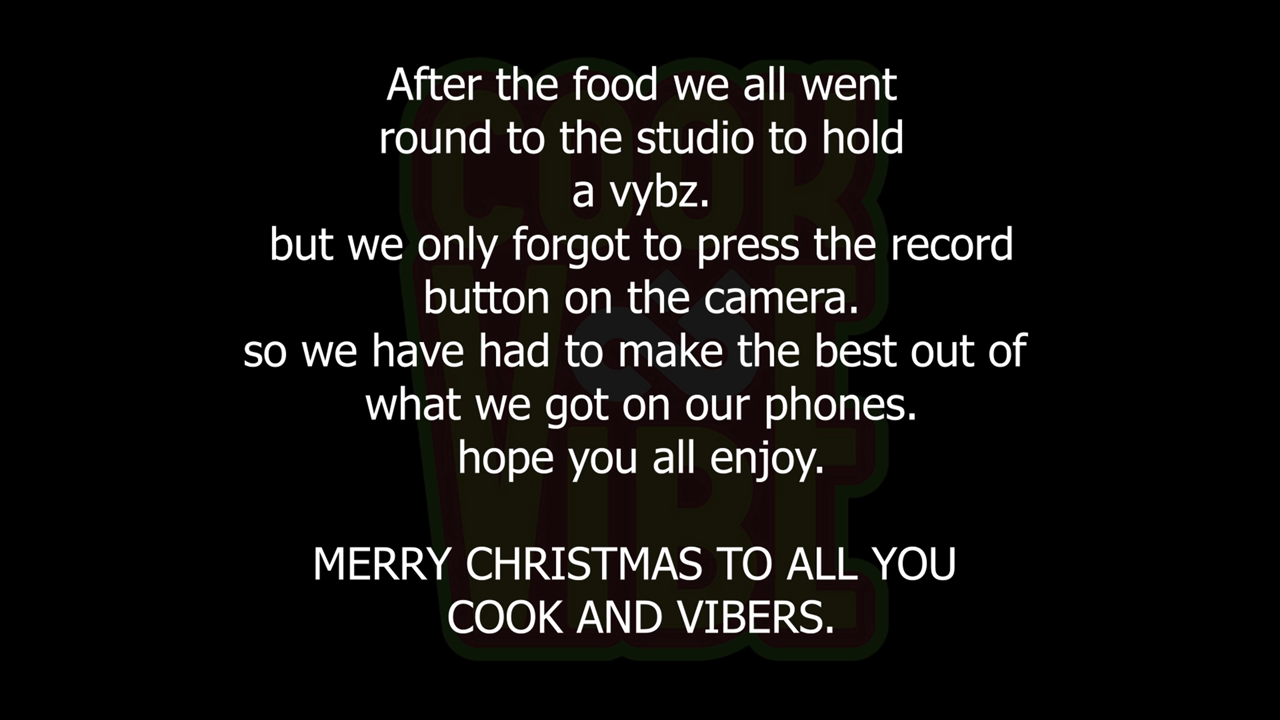 After the food we all went
round to the studio to hold
a vybz.
but we only forgot to press the record
button on the camera.
so we have had to make the best out of
what we got on our phones.
hope you all enjoy.
MERRY CHRISTMAS TO ALL YOU
COOK AND VIBERS.
COOK
VIBE